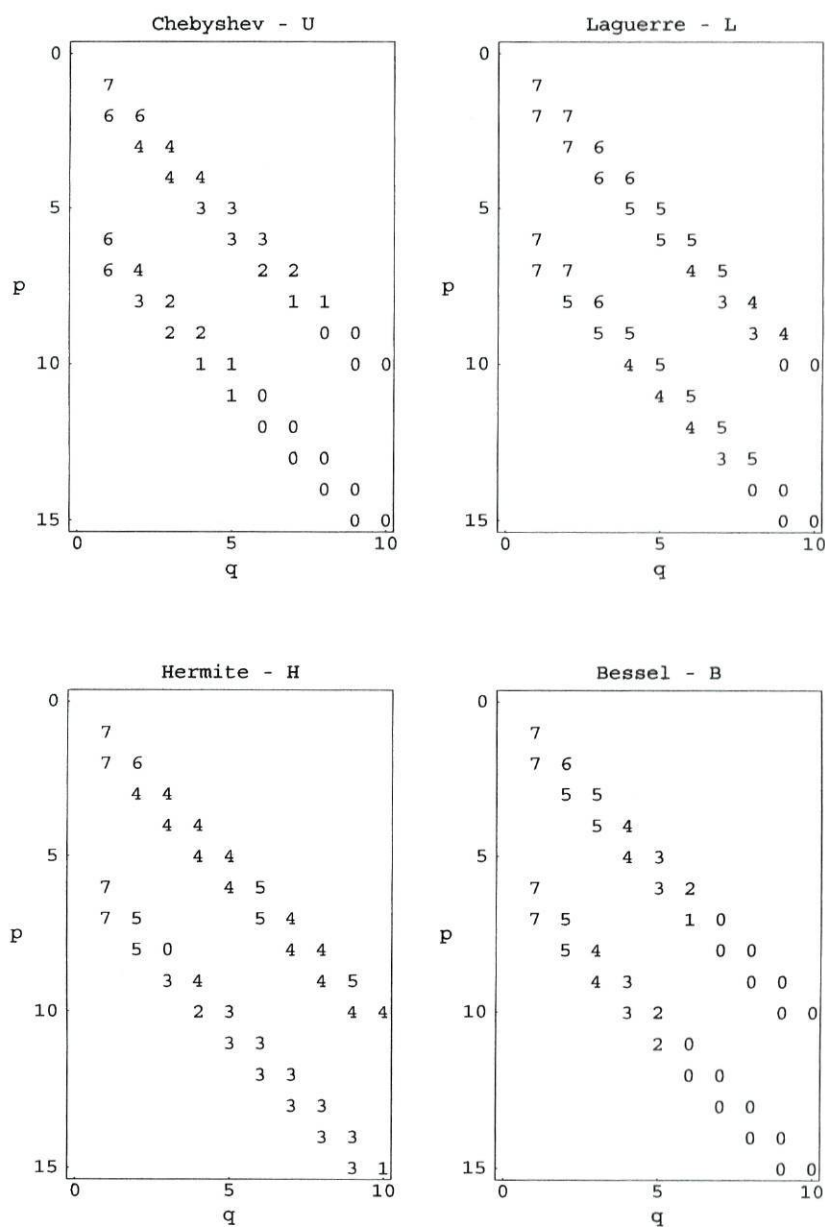 Chebyshev - U
0
7
6 6
4 4
4 4
5 3 3
6 3 3
6 4 2 2
p
3 2 1 1
2 2 0 0
10 1 1 0 0
1 0
0 0
0 0
0 0
15 0 0
0 5 10
q
Laguerre - L
0
7
7 7
7 6
6 6
5 5 5
7 5 5
7 7 4 5
p
5 6 3 4
5 5 3 4
10 4 5 0 0
4 5
4 5
3 5
0 0
15 0 0
0 5 10
q
Hermite - H
0
7
7 6
4 4
4 4
5 4 4
7 4 5
7 5 5 4
p
5 0 4 4
3 4 4 5
10 2 3 4 4
3 3
3 3
3 3
3 3
15 3 1
0 5 10
q
Bessel - B
0
7
7 6
5 5
5 4
5 4 3
7 3 2
7 5 1 0
p
5 4 0 0
4 3 0 0
10 3 2 0 0
2 0
0 0
0 0
0 0
15 0 0
0 5 10
q